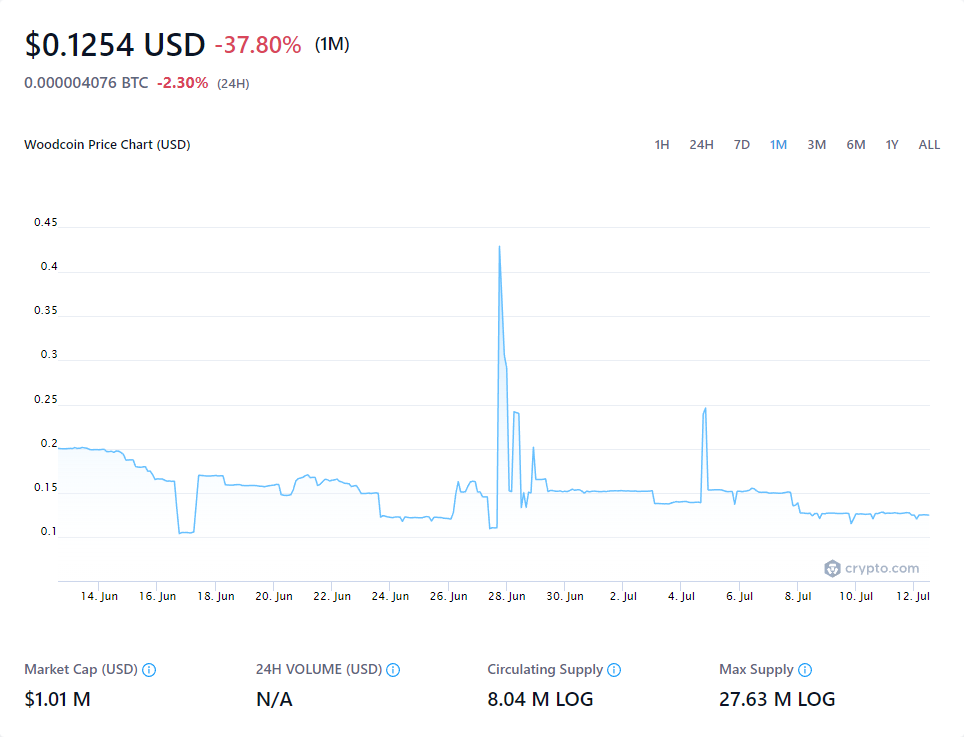 $0.1254 USD -37.80% (1M)
0.000004076 BTC -2.30% (24H)
Woodcoin Price Chart (USD)
1H 24H 7D 1M 3M 6M 1Y ALL
0.45
0.4
0.35
0.3
0.25
0.2
0.15
0.1
crypto.com
14. Jun 16. Jun 18. Jun 20. Jun 22. Jun 24. Jun 26. Jun 28. Jun 30. Jun 2. Jul 4. Jul 6. Jul 8. Jul 10. Jul 12. Jul
Market Cap (USD) 24H VOLUME (USD) Circulating Supply Max Supply
$1.01 M N/A 8.04 M LOG 27.63 M LOG